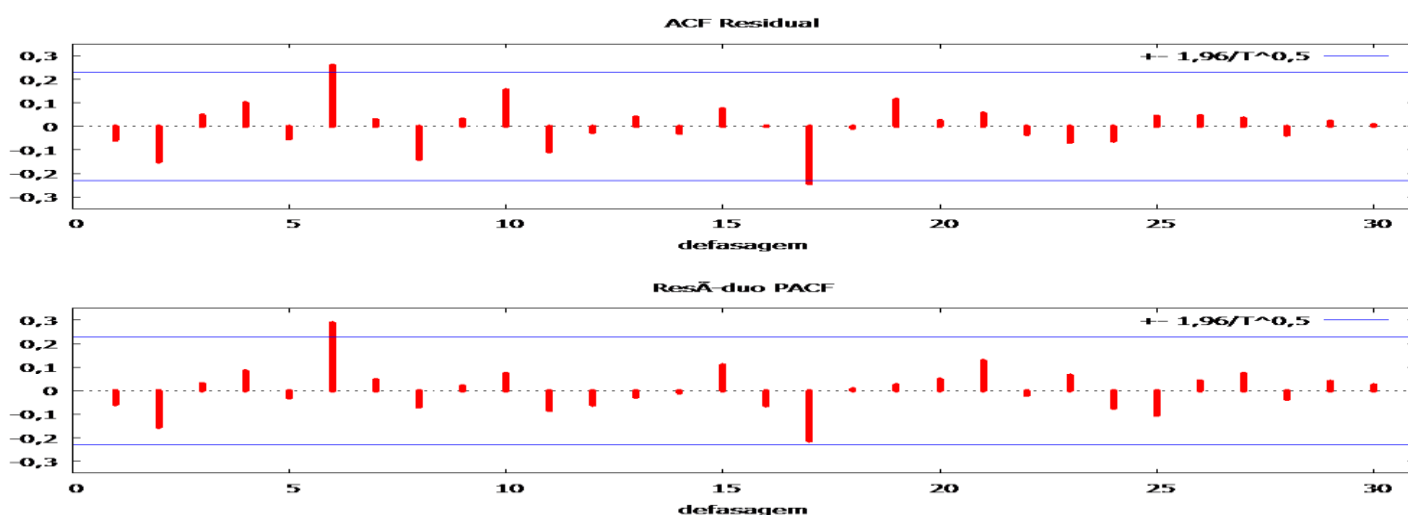 ACF Residual
+- 1,96/T^0,5
0,3
0,2
0,1
0
-0,1
-0,2
-0,3
0 5 10 15 20 25 30
defasagem
ResÃ-duo PACF
+- 1,96/T^0,5
0,3
0,2
0,1
0
-0,1
-0,2
-0,3
0 5 10 15 20 25 30
defasagem